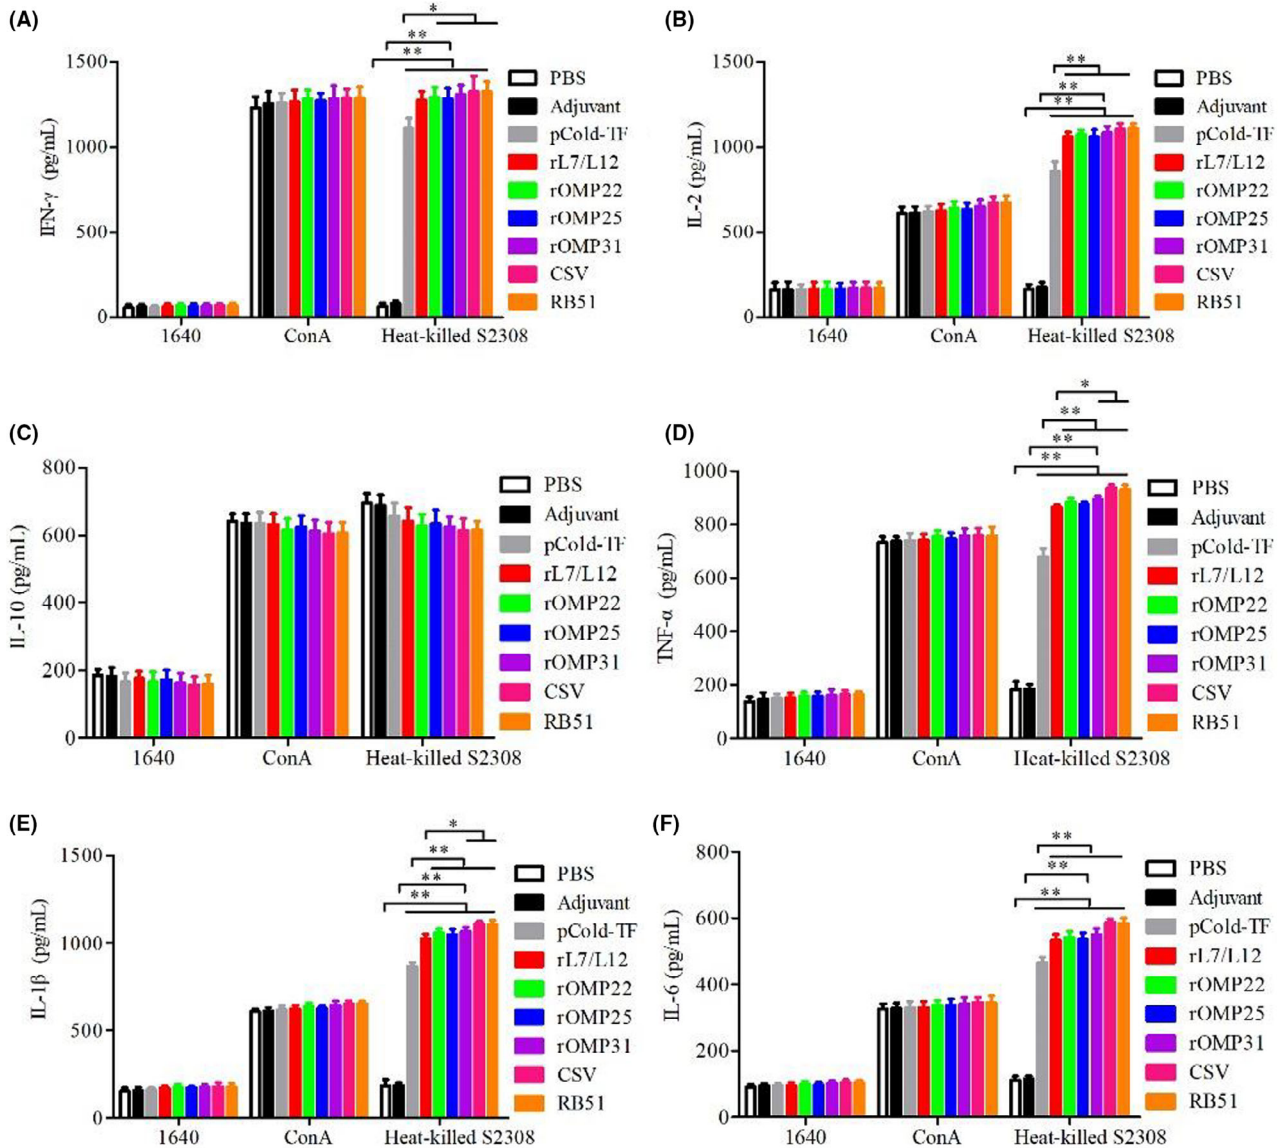 (A)
*
**
**
1500
1000
500
0
IFN-γ (pg/mL)
1640
ConA
Heat-killed S2308
PBS
Adjuvant
pCold-TF
rL7/L12
rOMP22
rOMP25
rOMP31
CSV
RB51
(B)
**
**
**
1500
1000
500
0
IL-2 (pg/mL)
1640
ConA
Heat-killed S2308
PBS
Adjuvant
pCold-TF
rL7/L12
rOMP22
rOMP25
rOMP31
CSV
RB51
(C)
800
600
400
200
0
IL-10 (pg/mL)
1640
ConA
Heat-killed S2308
PBS
Adjuvant
pCold-TF
rL7/L12
rOMP22
rOMP25
rOMP31
CSV
RB51
(D)
*
**
**
**
1000
800
600
400
200
0
TNF-α (pg/mL)
1640
ConA
Heat-killed S2308
PBS
Adjuvant
pCold-TF
rL7/L12
rOMP22
rOMP25
rOMP31
CSV
RB51
(E)
*
**
**
**
1500
1000
500
0
IL-1β (pg/mL)
1640
ConA
Heat-killed S2308
PBS
Adjuvant
pCold-TF
rL7/L12
rOMP22
rOMP25
rOMP31
CSV
RB51
(F)
**
**
**
800
600
400
200
0
IL-6 (pg/mL)
1640
ConA
Heat-killed S2308
PBS
Adjuvant
pCold-TF
rL7/L12
rOMP22
rOMP25
rOMP31
CSV
RB51